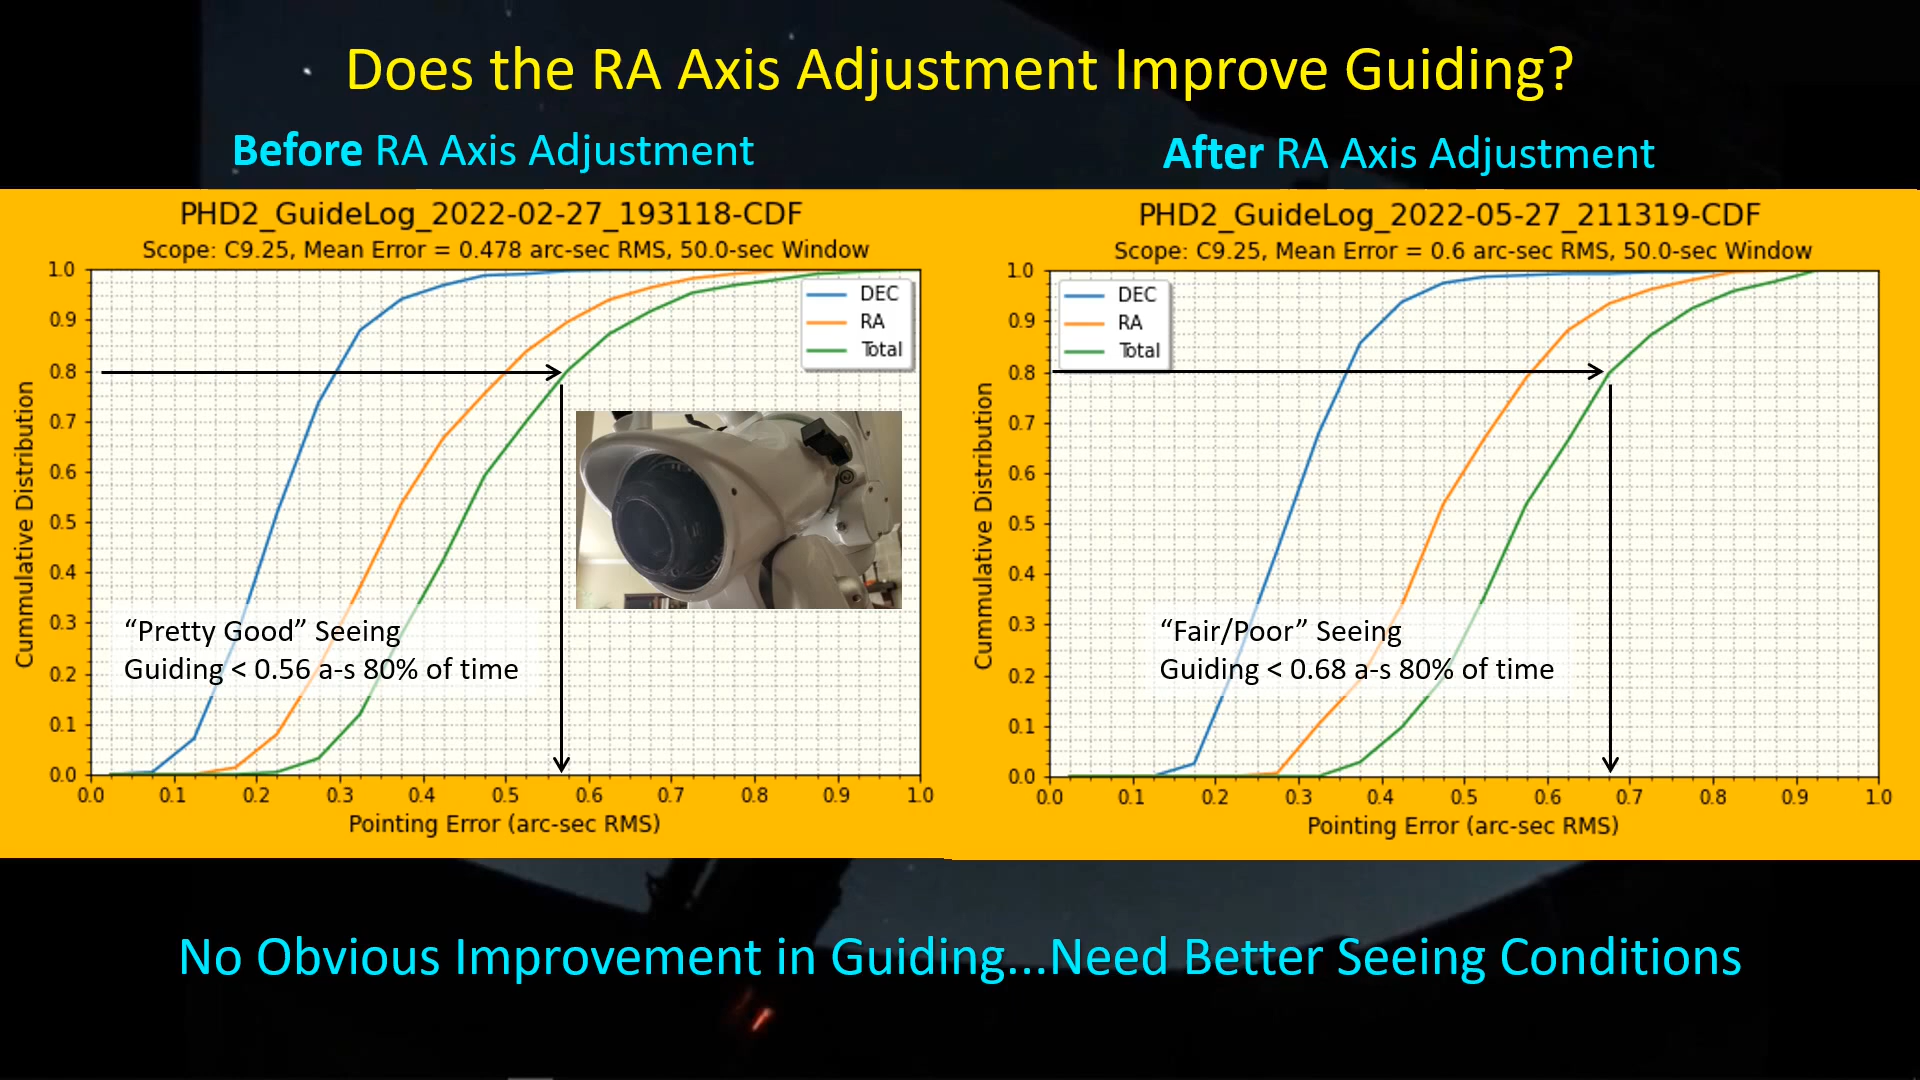 Does the RA Axis Adjustment Improve Guiding?
Before RA Axis Adjustment
After RA Axis Adjustment
PHD2_GuideLog_2022-02-27_193118-CDF
Scope: C9.25, Mean Error = 0.478 arc-sec RMS, 50.0-sec Window
1.0
0.9
0.8
0.7
0.6
0.5
0.4
0.3
0.2
0.1
0.0
Cummulative Distribution
DEC
RA
Total
“Pretty Good” Seeing
Guiding < 0.56 a-s 80% of time
0.0 0.1 0.2 0.3 0.4 0.5 0.6 0.7 0.8 0.9 1.0
Pointing Error (arc-sec RMS)
PHD2_GuideLog_2022-05-27_211319-CDF
Scope: C9.25, Mean Error = 0.6 arc-sec RMS, 50.0-sec Window
1.0
0.9
0.8
0.7
0.6
0.5
0.4
0.3
0.2
0.1
0.0
Cummulative Distribution
DEC
RA
Total
“Fair/Poor” Seeing
Guiding < 0.68 a-s 80% of time
0.0 0.1 0.2 0.3 0.4 0.5 0.6 0.7 0.8 0.9 1.0
Pointing Error (arc-sec RMS)
No Obvious Improvement in Guiding...Need Better Seeing Conditions